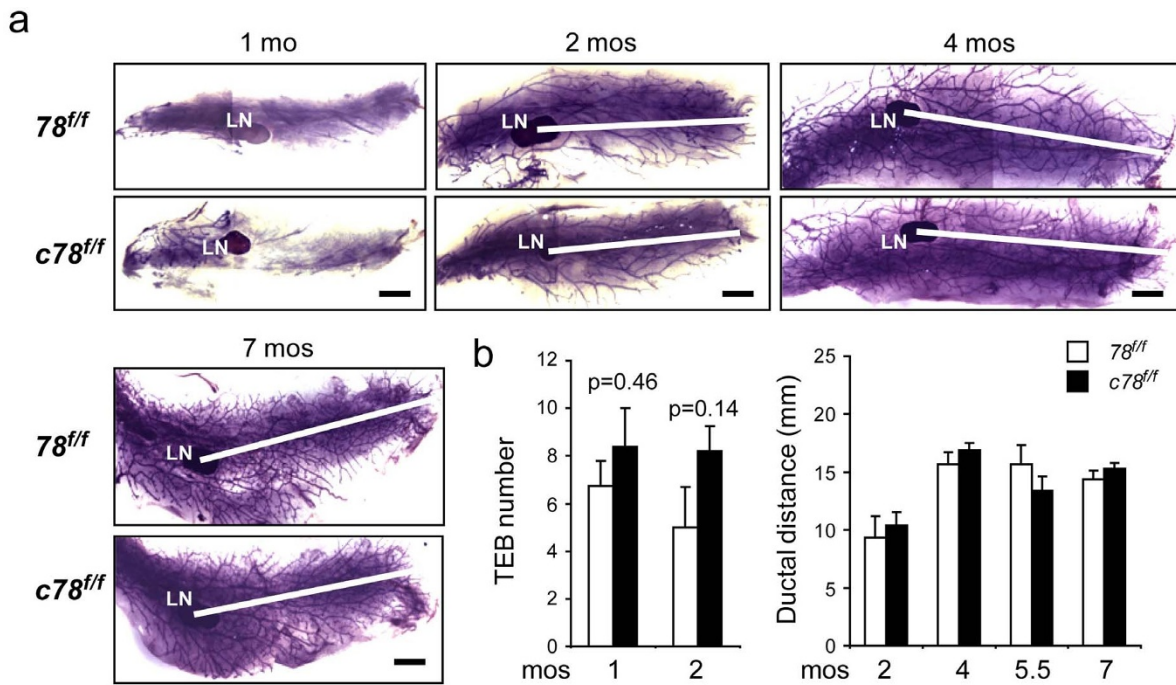 a
1 mo 2 mos 4 mos
78f/f LN LN LN
c78f/f LN LN LN
7 mos
78f/f LN
c78f/f LN
b
TEB number
12
10
8
6
4
2
0
p=0.46
p=0.14
mos 1 2
Ductal distance (mm)
25
20
15
10
5
0
78f/f
c78f/f
mos 2 4 5.5 7